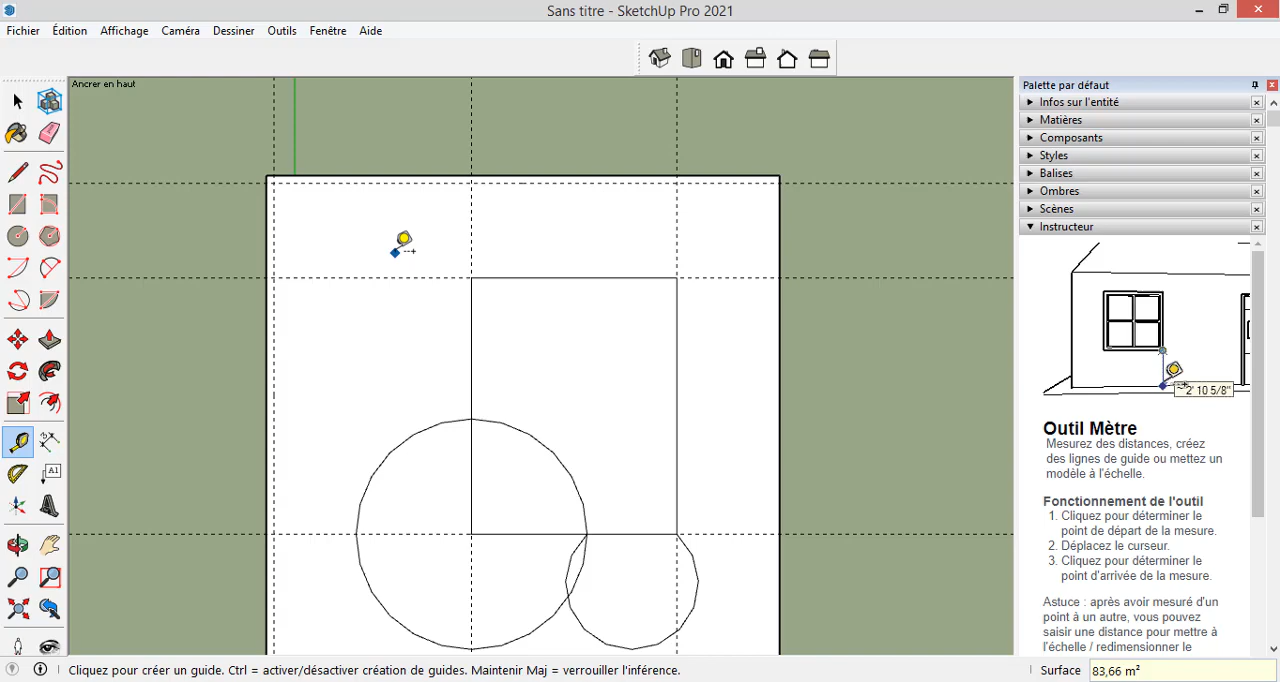 Sans titre - SketchUp Pro 2021
Fichier Édition Affichage Caméra Dessiner Outils Fenêtre Aide
Ancrer en haut
Palette par défaut
Infos sur l'entité
Matières
Composants
Styles
Balises
Ombres
Scènes
Instructeur
2' 10 5/8"
Outil Mètre
Mesurez des distances, créez
des lignes de guide ou mettez un
modèle à l'échelle.
Fonctionnement de l'outil
1. Cliquez pour déterminer le
point de départ de la mesure.
2. Déplacez le curseur.
3. Cliquez pour déterminer le
point d'arrivée de la mesure.
Astuce : après avoir mesuré d'un
point à un autre, vous pouvez
saisir une distance pour mettre à
l'échelle / redimensionner le
A1
Cliquez pour créer un guide. Ctrl = activer/désactiver création de guides. Maintenir Maj = verrouiller l'inférence.
Surface 83,66 m²